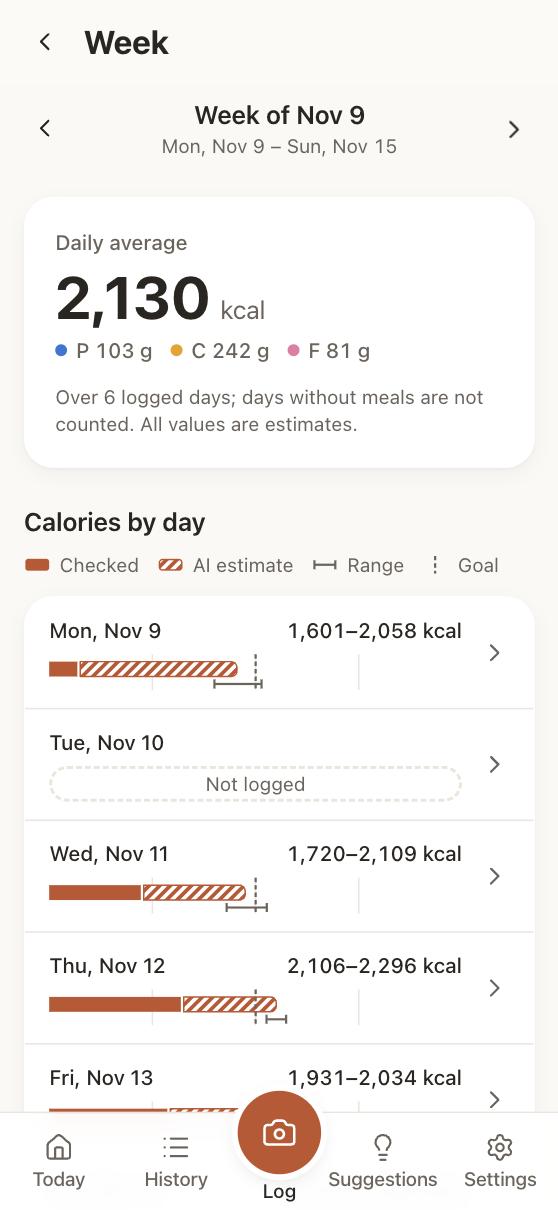 Week
Week of Nov 9
Mon, Nov 9 – Sun, Nov 15
Daily average
2,130 kcal
P 103 g C 242 g F 81 g
Over 6 logged days; days without meals are not
counted. All values are estimates.
Calories by day
Checked AI estimate Range Goal
Mon, Nov 9 1,601–2,058 kcal
Tue, Nov 10
Not logged
Wed, Nov 11 1,720–2,109 kcal
Thu, Nov 12 2,106–2,296 kcal
Fri, Nov 13 1,931–2,034 kcal
Today History Log Suggestions Settings